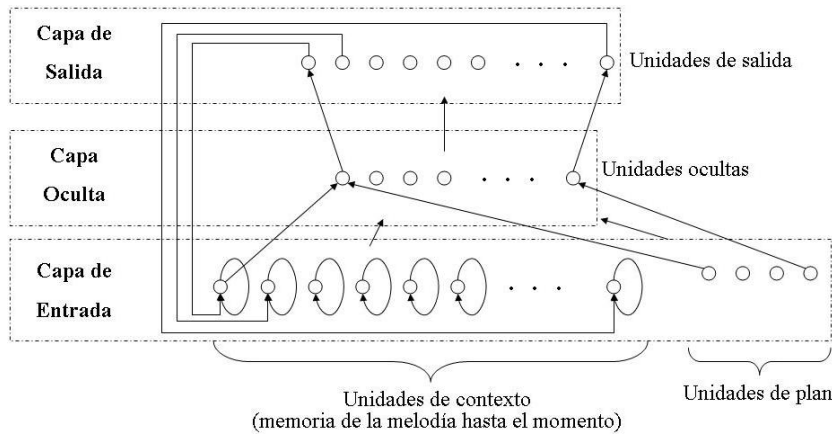 Capa de
Salida
Unidades de salida
Capa
Oculta
Unidades ocultas
Capa de
Entrada
Unidades de contexto
(memoria de la melodía hasta el momento)
Unidades de plan